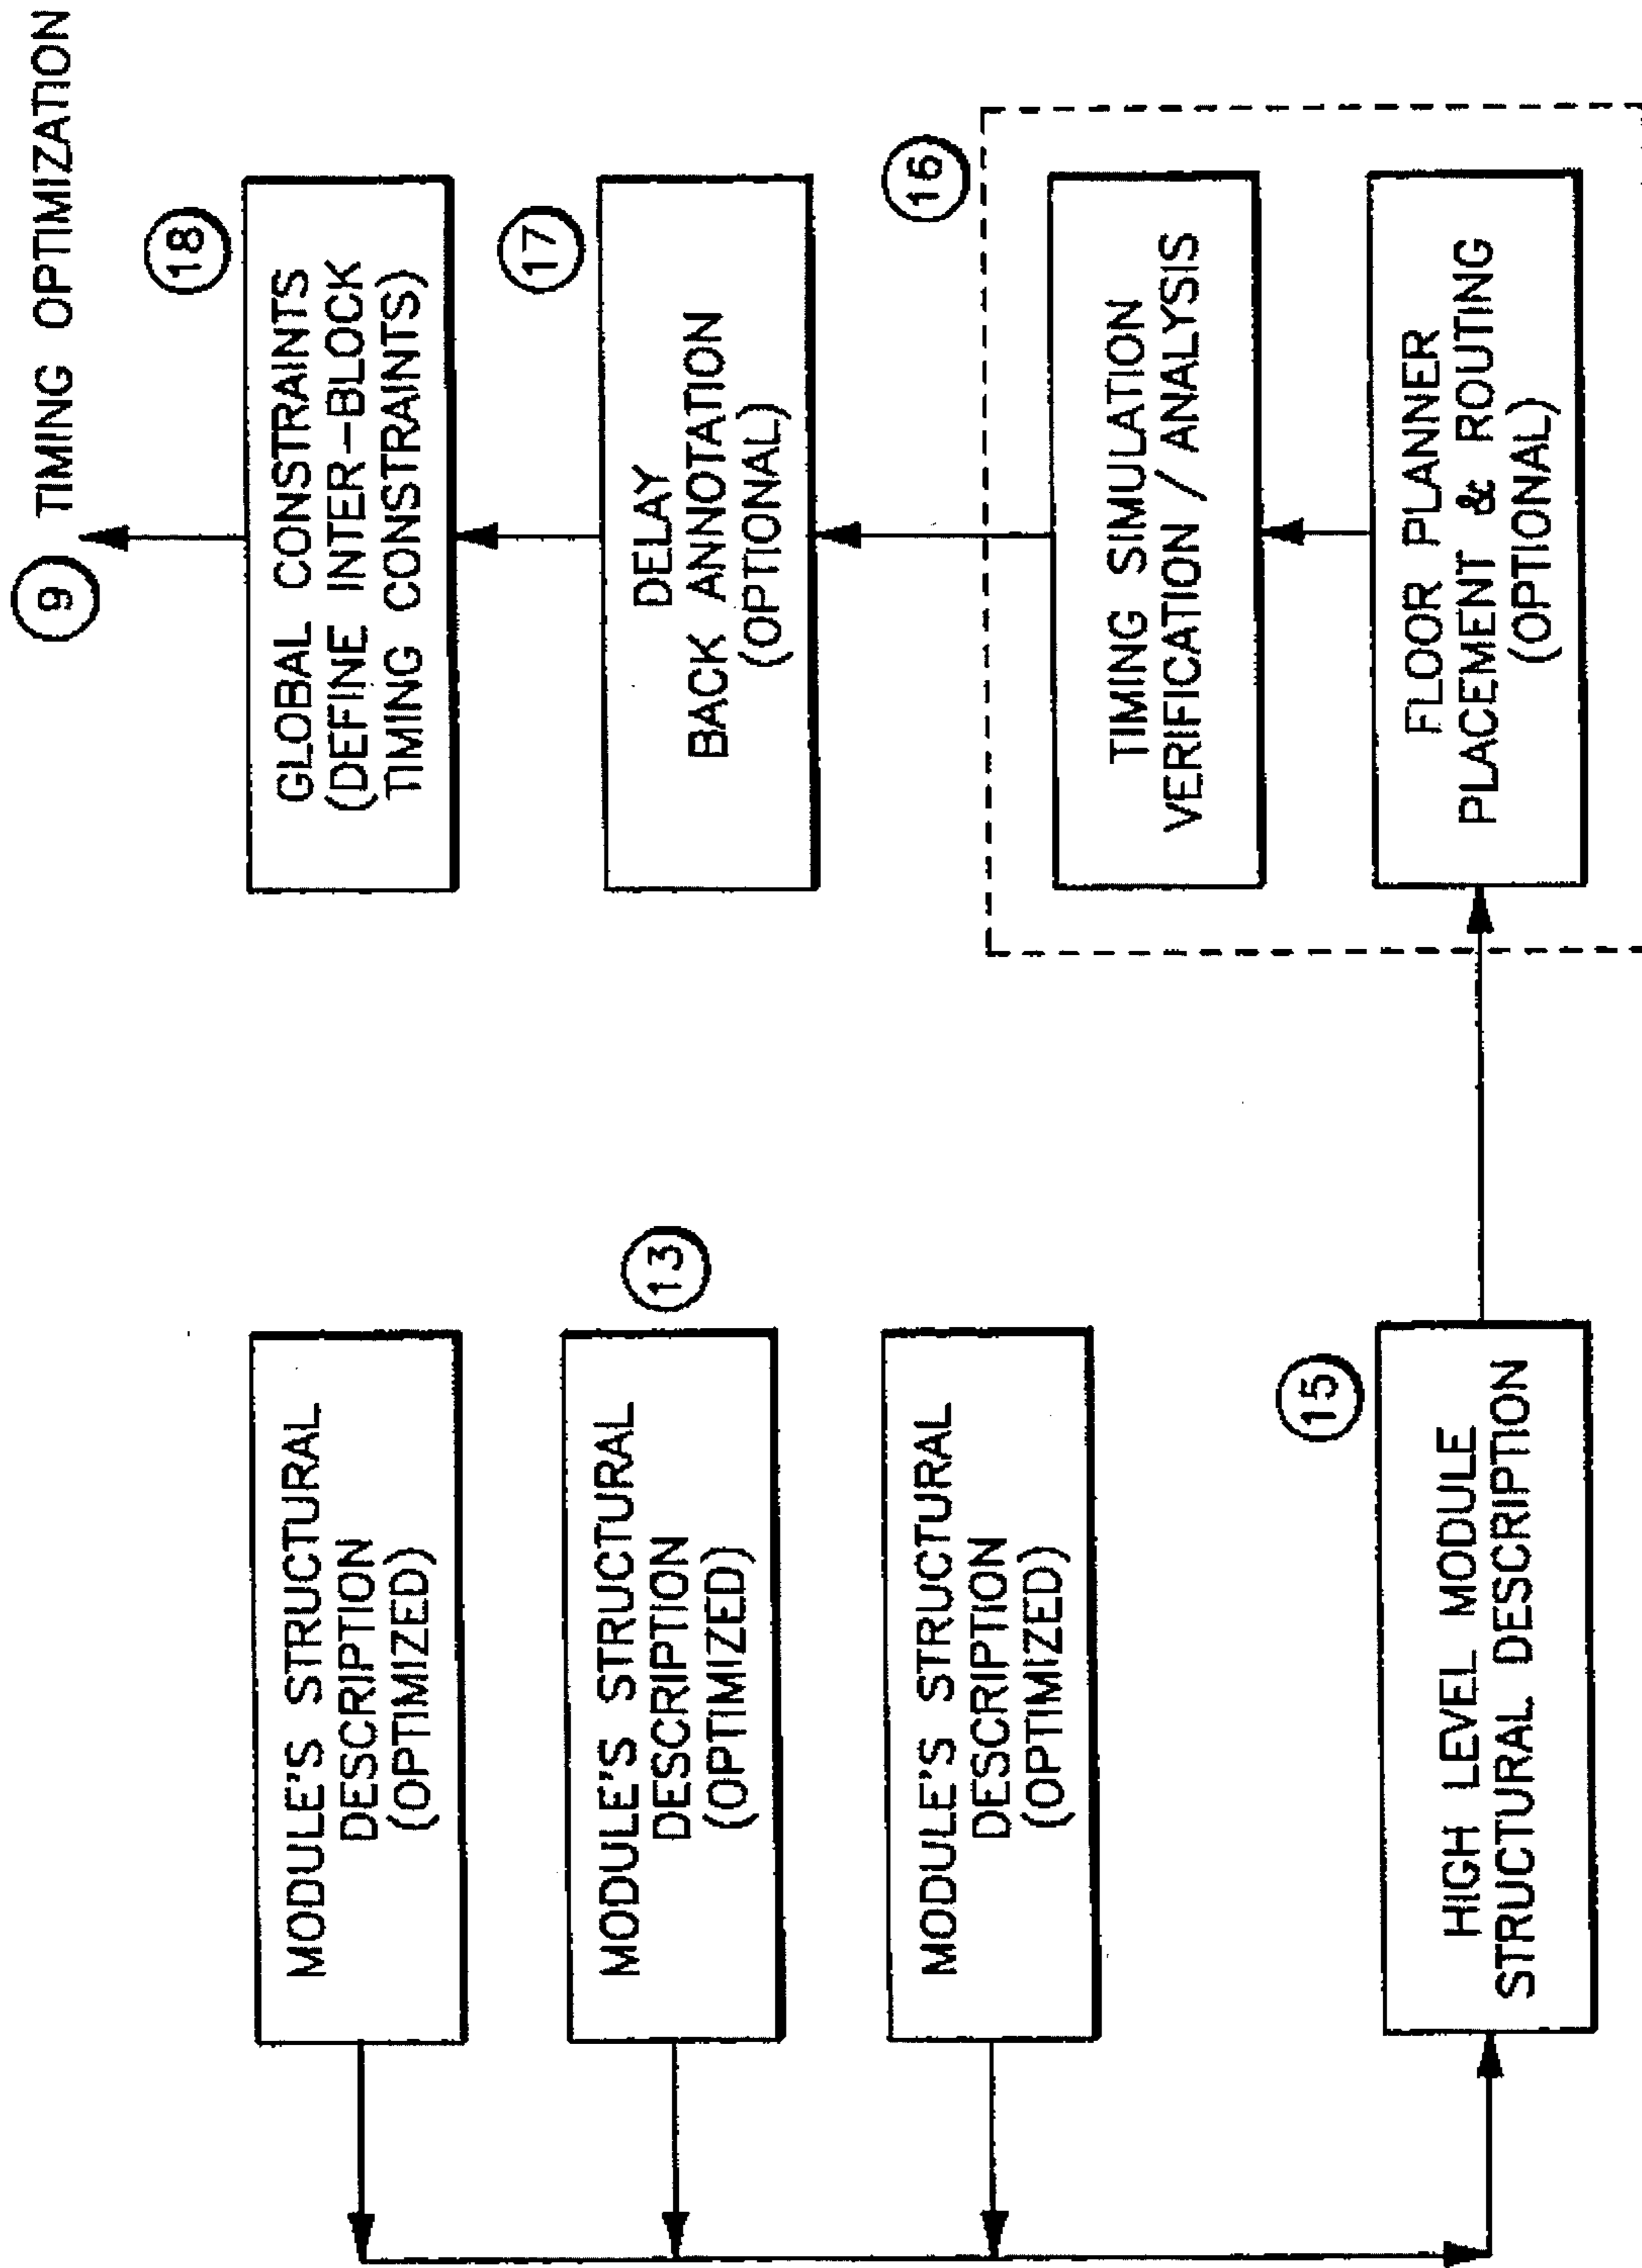 MODULE'S STRUCTURAL
DESCRIPTION
(OPTIMIZED)
13
MODULE'S STRUCTURAL
DESCRIPTION
(OPTIMIZED)
MODULE'S STRUCTURAL
DESCRIPTION
(OPTIMIZED)
15
HIGH LEVEL MODULE
STRUCTURAL DESCRIPTION
9 TIMING OPTIMIZATION
18
GLOBAL CONSTRAINTS
(DEFINE INTER-BLOCK
TIMING CONSTRAINTS)
17
DELAY
BACK ANNOTATION
(OPTIONAL)
16
TIMING SIMULATION
VERIFICATION / ANALYSIS
FLOOR PLANNER
PLACEMENT & ROUTING
(OPTIONAL)